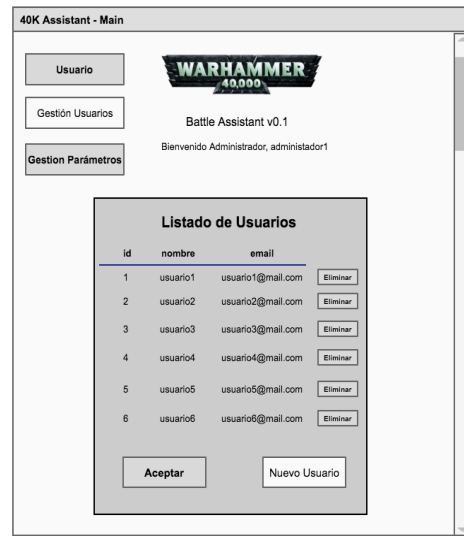 40K Assistant - Main
Usuario
WARHAMMER
40,000
Gestión Usuarios
Battle Assistant v0.1
Bienvenido Administrador, administador1
Gestion Parámetros
Listado de Usuarios
id nombre email
1 usuario1 usuario1@mail.com Eliminar
2 usuario2 usuario2@mail.com Eliminar
3 usuario3 usuario3@mail.com Eliminar
4 usuario4 usuario4@mail.com Eliminar
5 usuario5 usuario5@mail.com Eliminar
6 usuario6 usuario6@mail.com Eliminar
Aceptar Nuevo Usuario